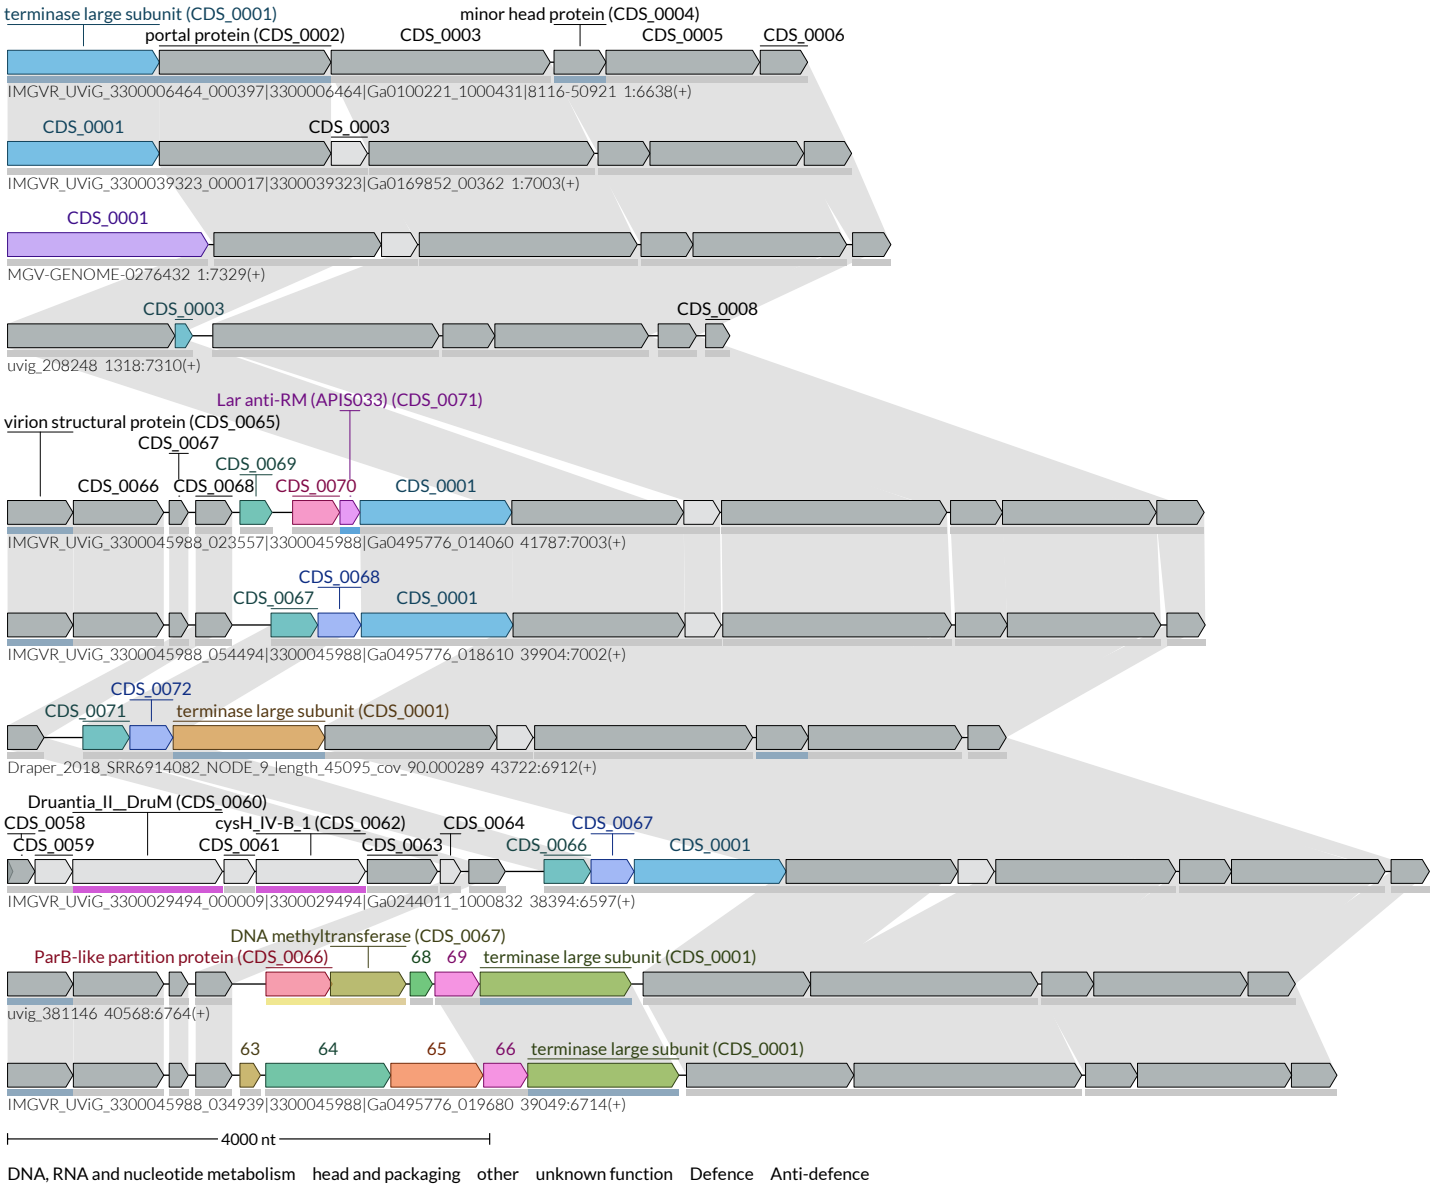 terminase large subunit (CDS_0001)
minor head protein (CDS_0004)
portal protein (CDS_0002)
CDS_0003
CDS_0005
CDS_0006
IMGVR_UViG_3300006464_000397|3300006464|Ga0100221_1000431|8116-50921 1:6638(+)
CDS_0001
CDS_0003
IMGVR_UViG_3300039323_000017|3300039323|Ga0169852_00362 1:7003(+)
CDS_0001
MGV-GENOME-0276432 1:7329(+)
CDS_0003
CDS_0008
uvig_208248 1318:7310(+)
Lar anti-RM (APIS033) (CDS_0071)
virion structural protein (CDS_0065)
CDS_0067
CDS_0069
CDS_0066
CDS_0068
CDS_0070
CDS_0001
IMGVR_UViG_3300045988_023557|3300045988|Ga0495776_014060 41787:7003(+)
CDS_0068
CDS_0067
CDS_0001
IMGVR_UViG_3300045988_054494|3300045988|Ga0495776_018610 39904:7002(+)
CDS_0072
CDS_0071
terminase large subunit (CDS_0001)
Draper_2018_SRR6914082_NODE_9_length_45095_cov_90.000289 43722:6912(+)
Druantia_II__DruM (CDS_0060)
CDS_0058
cysH_IV-B_1 (CDS_0062)
CDS_0064
CDS_0067
CDS_0059
CDS_0061
CDS_0063
CDS_0066
CDS_0001
IMGVR_UViG_3300029494_000009|3300029494|Ga0244011_1000832 38394:6597(+)
DNA methyltransferase (CDS_0067)
ParB-like partition protein (CDS_0066)
68
69
terminase large subunit (CDS_0001)
uvig_381146 40568:6764(+)
63
64
65
66
terminase large subunit (CDS_0001)
IMGVR_UViG_3300045988_034939|3300045988|Ga0495776_019680 39049:6714(+)
4000 nt
DNA, RNA and nucleotide metabolism head and packaging other unknown function Defence Anti-defence